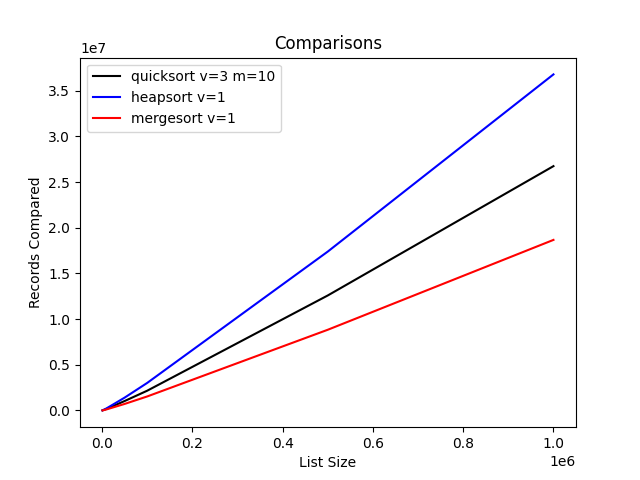 Comparisons
1e7
quicksort v=3 m=10
heapsort v=1
mergesort v=1
3.5
3.0
2.5
2.0
1.5
1.0
0.5
0.0
Records Compared
0.0 0.2 0.4 0.6 0.8 1.0
List Size
1e6